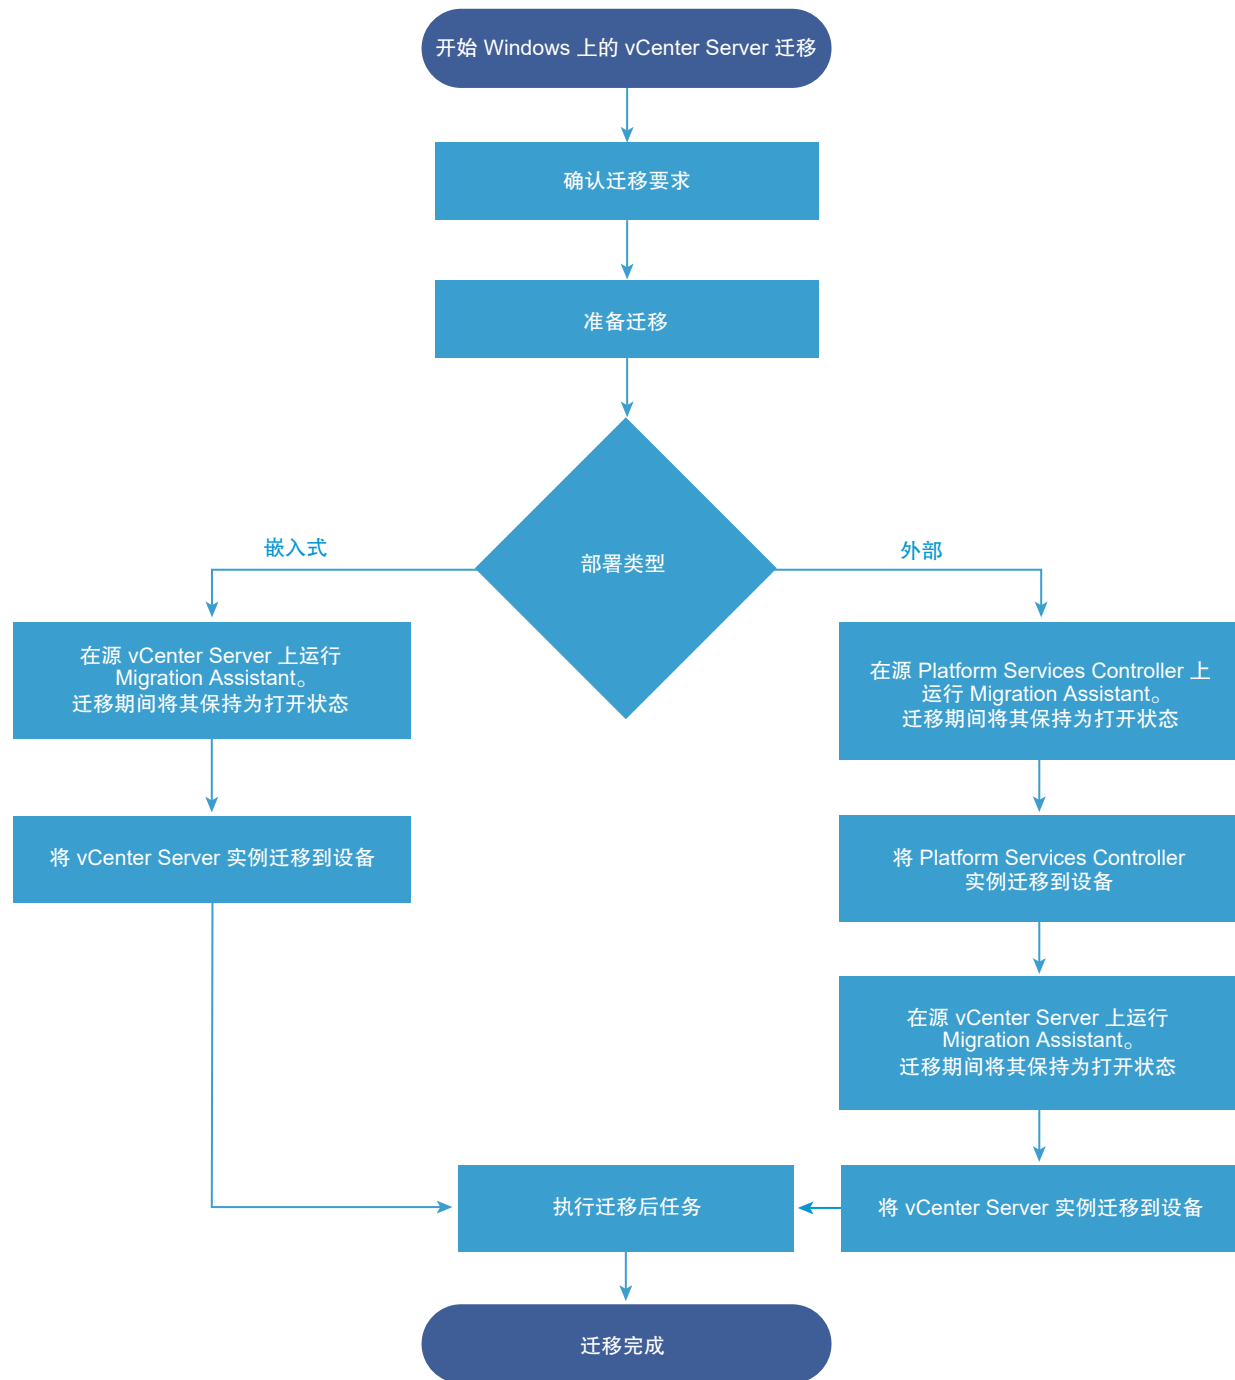 开始 Windows 上的 vCenter Server 迁移
确认迁移要求
准备迁移
部署类型
嵌入式
外部
在源 vCenter Server 上运行
Migration Assistant。
迁移期间将其保持为打开状态
将 vCenter Server 实例迁移到设备
在源 Platform Services Controller 上
运行 Migration Assistant。
迁移期间将其保持为打开状态
将 Platform Services Controller
实例迁移到设备
在源 vCenter Server 上运行
Migration Assistant。
迁移期间将其保持为打开状态
将 vCenter Server 实例迁移到设备
执行迁移后任务
迁移完成